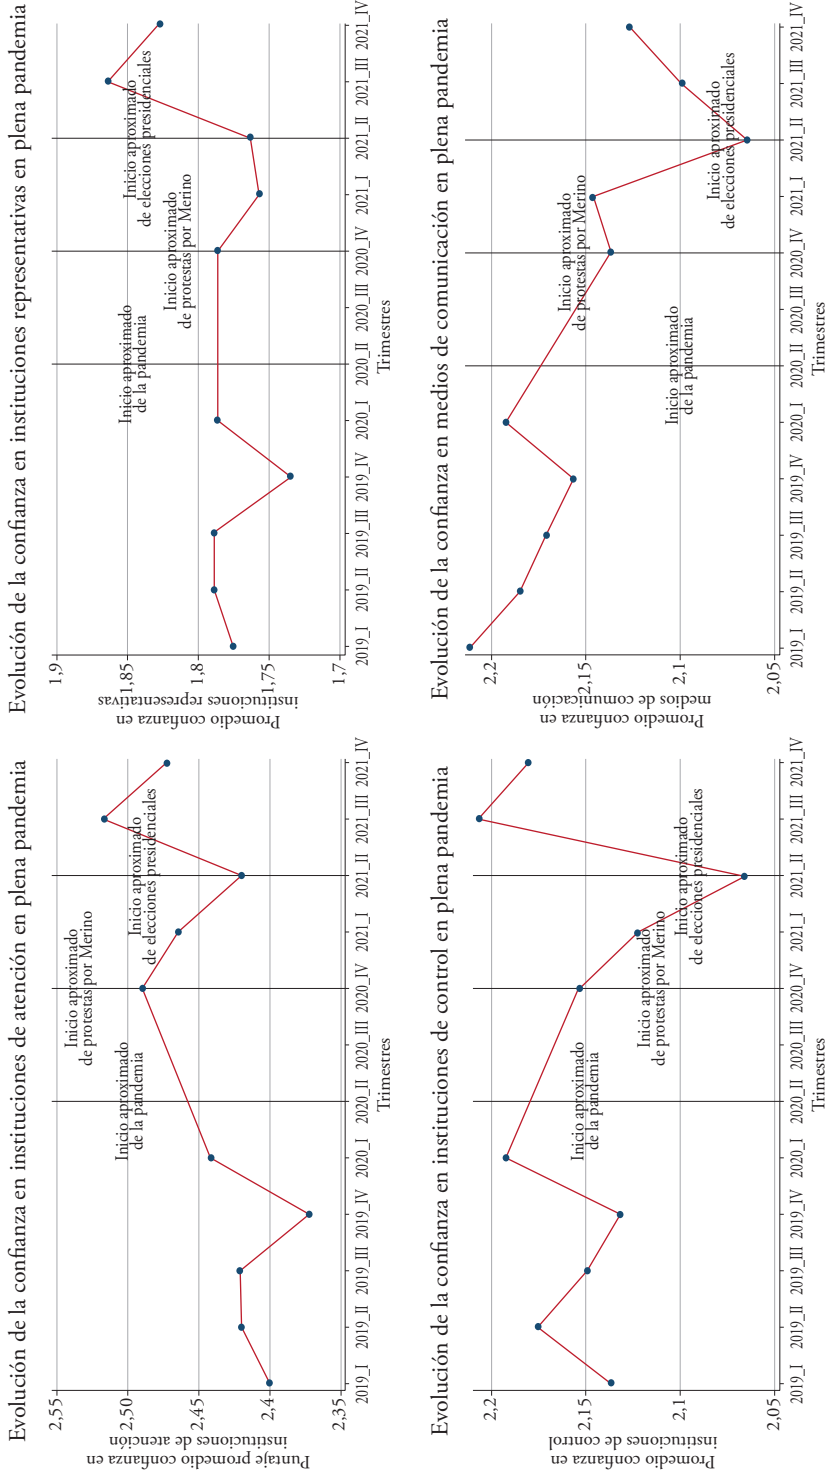 Evolución de la confianza en instituciones de atención en plena pandemia
Puntaje promedio confianza en
instituciones de atención
2,55
2,50
2,45
2,4
2,35
Inicio aproximado
de la pandemia
Inicio aproximado
de protestas por Merino
Inicio aproximado
de elecciones presidenciales
2019_I
2019_II
2019_III
2019_IV
2020_I
2020_II
2020_III
2020_IV
2021_I
2021_II
2021_III
2021_IV
Trimestres
Evolución de la confianza en instituciones representativas en plena pandemia
Promedio confianza en
instituciones representativas
1,9
1,85
1,8
1,75
1,7
Inicio aproximado
de la pandemia
Inicio aproximado
de protestas por Merino
Inicio aproximado
de elecciones presidenciales
2019_I
2019_II
2019_III
2019_IV
2020_I
2020_II
2020_III
2020_IV
2021_I
2021_II
2021_III
2021_IV
Trimestres
Evolución de la confianza en instituciones de control en plena pandemia
Promedio confianza en
instituciones de control
2,2
2,15
2,1
2,05
Inicio aproximado
de la pandemia
Inicio aproximado
de protestas por Merino
Inicio aproximado
de elecciones presidenciales
2019_I
2019_II
2019_III
2019_IV
2020_I
2020_II
2020_III
2020_IV
2021_I
2021_II
2021_III
2021_IV
Trimestres
Evolución de la confianza en medios de comunicación en plena pandemia
Promedio confianza en
medios de comunicación
2,2
2,15
2,1
2,05
Inicio aproximado
de la pandemia
Inicio aproximado
de protestas por Merino
Inicio aproximado
de elecciones presidenciales
2019_I
2019_II
2019_III
2019_IV
2020_I
2020_II
2020_III
2020_IV
2021_I
2021_II
2021_III
2021_IV
Trimestres